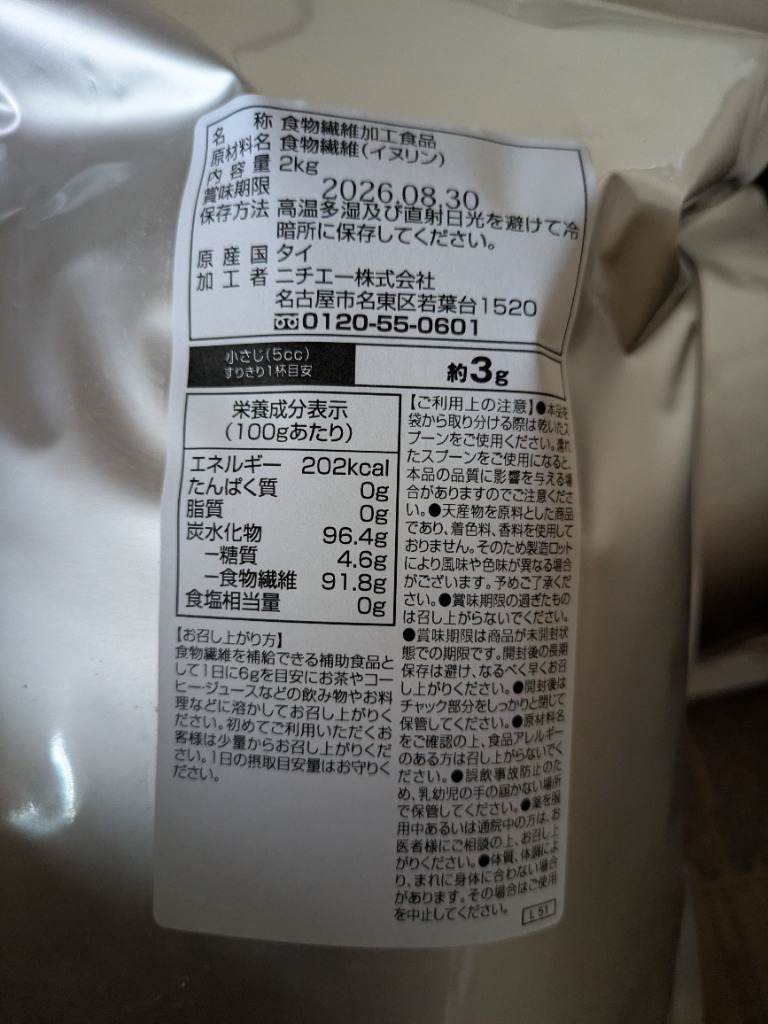 名称 食物繊維加工食品
原材料名 食物繊維(イヌリン)
内容量 2kg
賞味期限 2026.08.30
保存方法 高温多湿及び直射日光を避けて冷
暗所に保存してください。
原産国 タイ
加工者 ニチエー株式会社
名古屋市名東区若葉台1520
0120-55-0601
小さじ(5cc)
すりきり1杯目安
約3g
栄養成分表示
(100gあたり)
エネルギー 202kcal
たんぱく質 0g
脂質 0g
炭水化物 96.4g
ー糖質 4.6g
ー食物繊維 91.8g
食塩相当量 0g
【お召し上がり方】
食物繊維を補給できる補助食品と
して1日に6gを目安にお茶やコー
ヒー・ジュースなどの飲み物やお料
理などに溶かしてお召し上がりく
ださい。初めてご利用いただくお
客様は少量からお召し上がりくだ
さい。1日の摂取目安量はお守りく
ださい。
【ご利用上の注意】●本品を
袋から取り分ける際は乾いたス
プーンをご使用ください。濡れ
たスプーンをご使用になると、
本品の品質に影響を与える場
合がありますのでご注意くださ
い。●天産物を原料とした商品
であり、着色料、香料を使用して
おりません。そのため製造ロット
により風味や色味が異なる場合
がございます。予めご了承くだ
さい。●賞味期限の過ぎたもの
は召し上がらないでください。
●賞味期限は商品が未開封状
態での期限です。開封後の長期
保存は避け、なるべく早くお召
し上がりください。●開封後は
チャック部分をしっかりと閉じて
保管してください。●原材料名
をご確認の上、食品アレルギー
のある方は召し上がらないでく
ださい。●誤飲事故防止のた
め、乳幼児の手の届かない場所
で保管してください。●薬を服
用中あるいは通院中の方は、お
医者様にご相談の上、お召し上
がりください。●体質、体調によ
り、まれに身体に合わない場合
があります。その場合はご使用
を中止してください。
L51